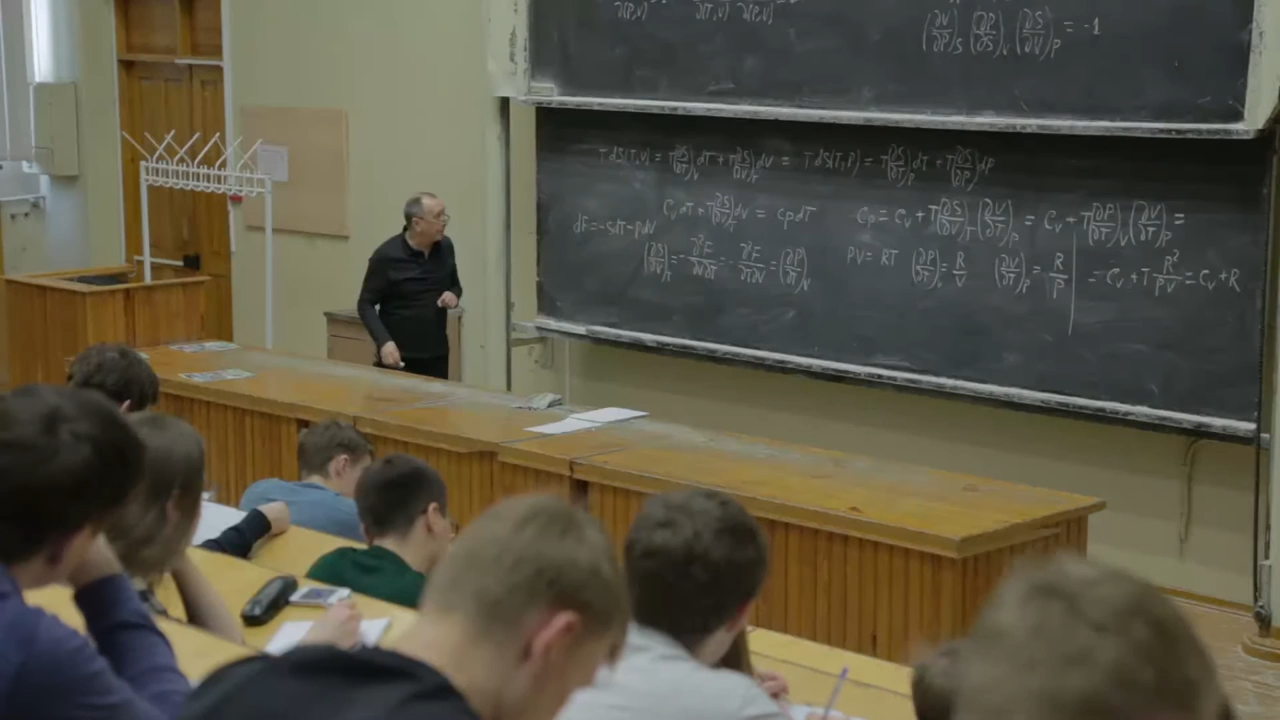 ∂(P,V) ∂(T,V) ∂(P,V)
(∂V/∂P)_S (∂P/∂S)_V (∂S/∂V)_P = -1
T dS(T,V) = T(∂S/∂T)_V dT + T(∂S/∂V)_T dV = T dS(T,P) = T(∂S/∂T)_P dT + T(∂S/∂P)_T dP
C_V dT + T(∂S/∂V)_T dV = C_P dT
C_P = C_V + T(∂S/∂V)_T (∂V/∂T)_P = C_V + T(∂P/∂T)_V (∂V/∂T)_P =
dF = -SdT - PdV
(∂S/∂V)_T = - ∂²F/∂V∂T = - ∂²F/∂T∂V = (∂P/∂T)_V
PV = RT (∂P/∂T)_V = R/V (∂V/∂T)_P = R/P
= C_V + T R²/PV = C_V + R